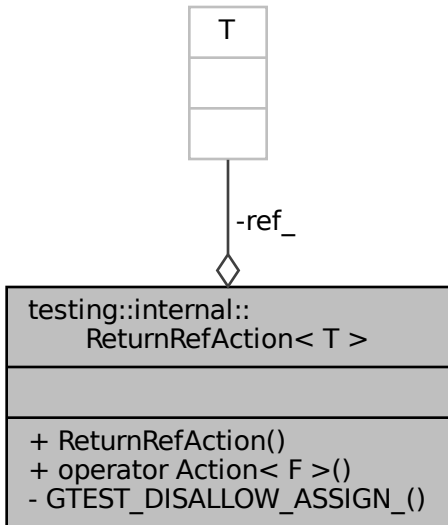 T
-ref_
testing::internal::
ReturnRefAction< T >
+ ReturnRefAction()
+ operator Action< F >()
- GTEST_DISALLOW_ASSIGN_()